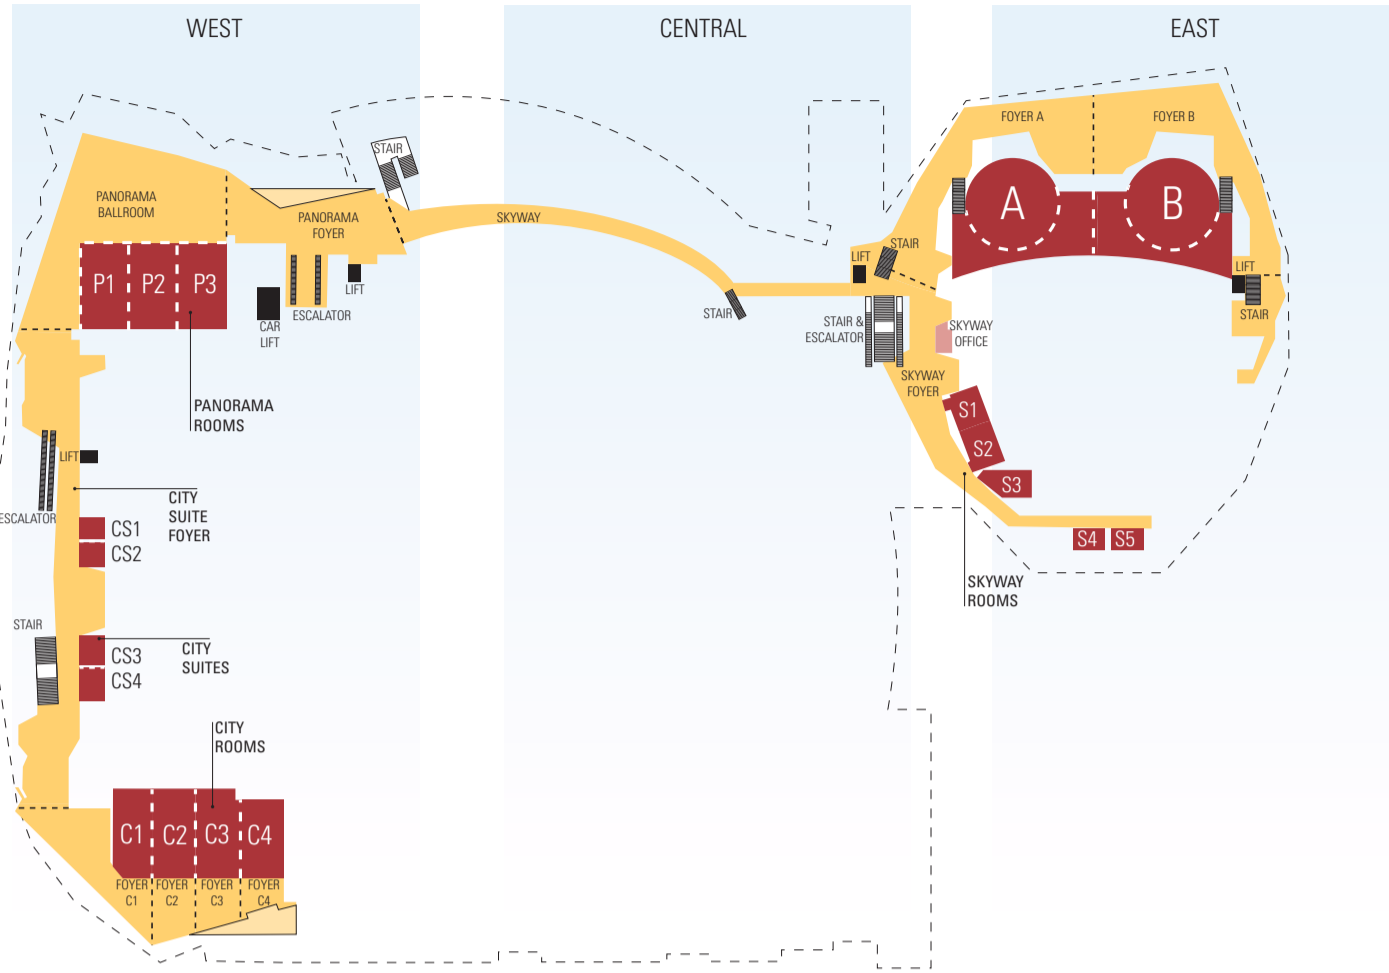 WEST
CENTRAL
EAST
FOYER A
FOYER B
STAIR
PANORAMA
BALLROOM
PANORAMA
FOYER
SKYWAY
A
B
STAIR
LIFT
LIFT
P1
P2
P3
LIFT
CAR
LIFT
ESCALATOR
STAIR
STAIR &
ESCALATOR
SKYWAY
OFFICE
STAIR
SKYWAY
FOYER
PANORAMA
ROOMS
S1
S2
S3
S4
S5
SKYWAY
ROOMS
LIFT
CITY
SUITE
FOYER
ESCALATOR
CS1
CS2
STAIR
CITY
SUITES
CS3
CS4
CITY
ROOMS
C1
C2
C3
C4
FOYER
C1
FOYER
C2
FOYER
C3
FOYER
C4